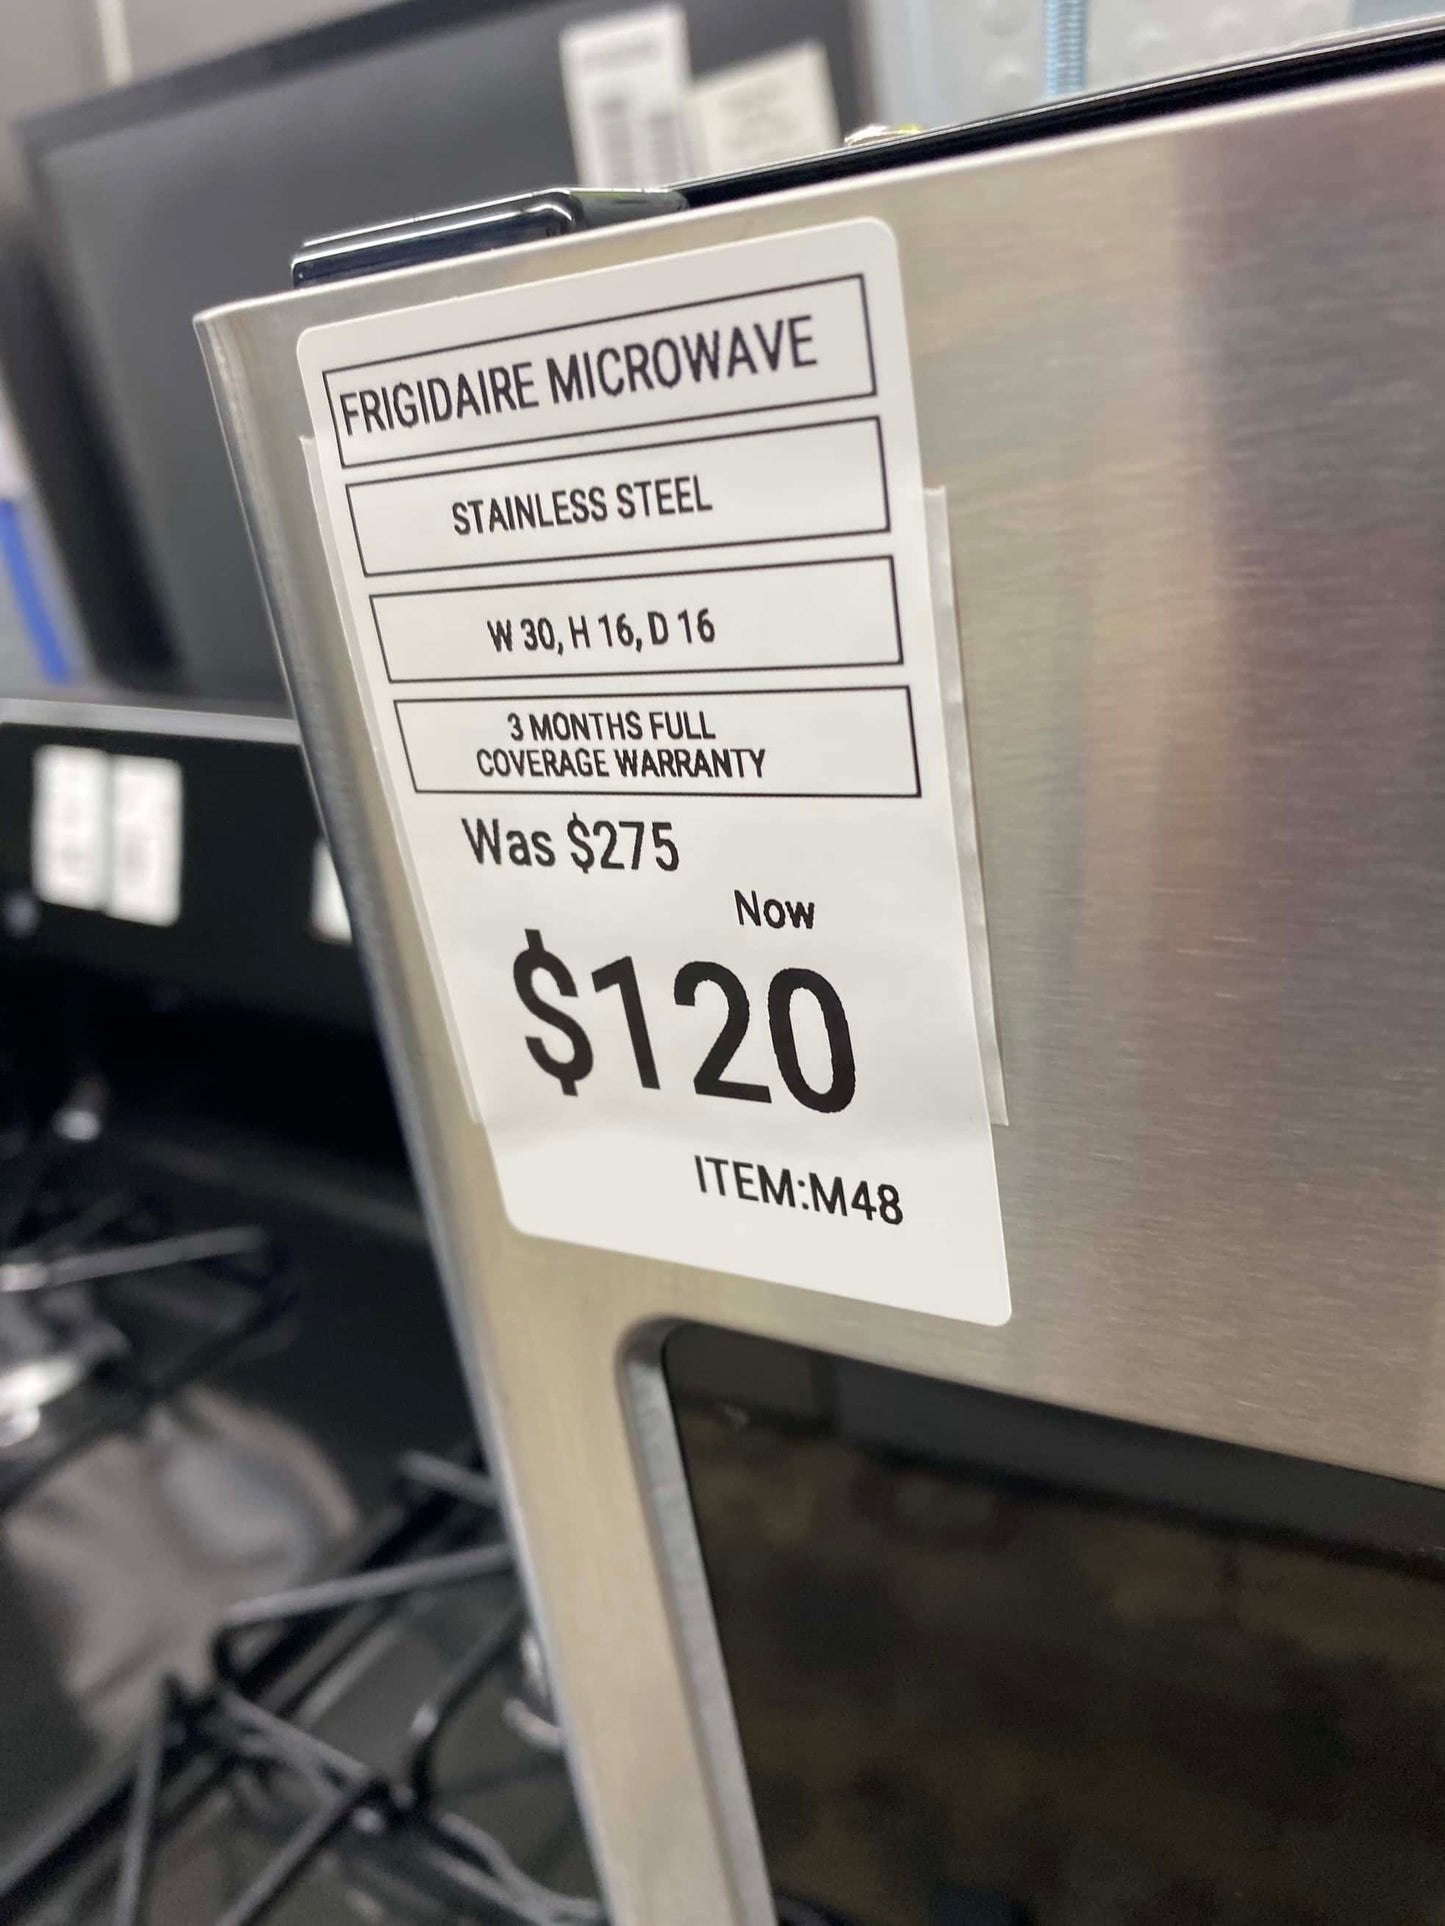 FRIGIDAIRE MICROWAVE
STAINLESS STEEL
W 30, H 16, D 16
3 MONTHS FULL
COVERAGE WARRANTY
Was $275
Now
$120
ITEM:M48